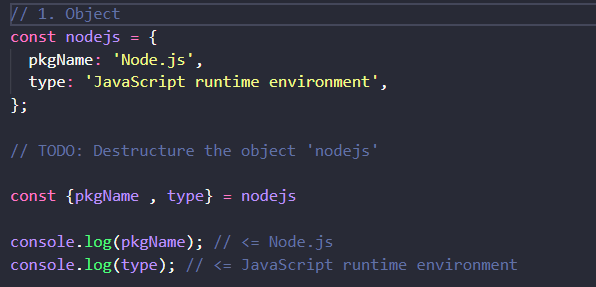 // 1. Object
const nodejs = {
  pkgName: 'Node.js',
  type: 'JavaScript runtime environment',
};
// TODO: Destructure the object 'nodejs'
const {pkgName , type} = nodejs
console.log(pkgName); // <= Node.js
console.log(type); // <= JavaScript runtime environment